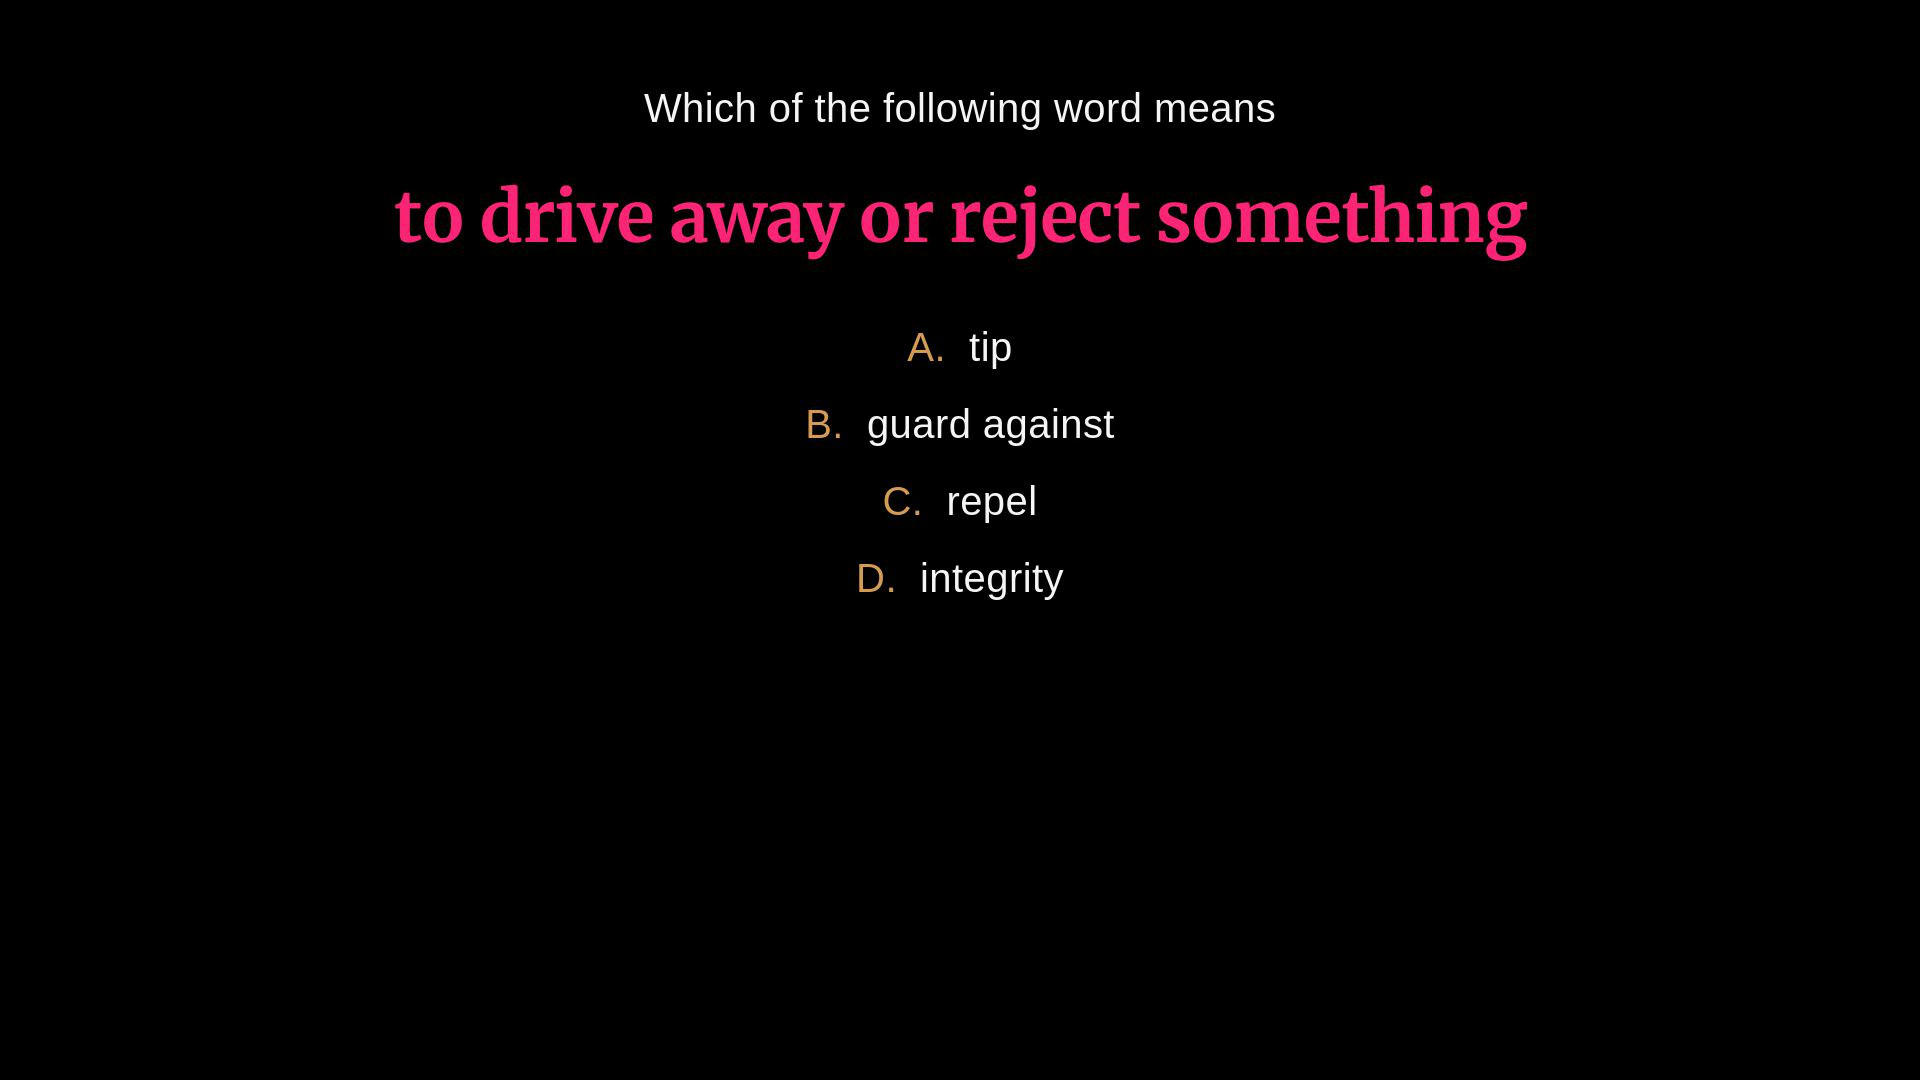 Which of the following word means
to drive away or reject something
A. tip
B. guard against
C. repel
D. integrity